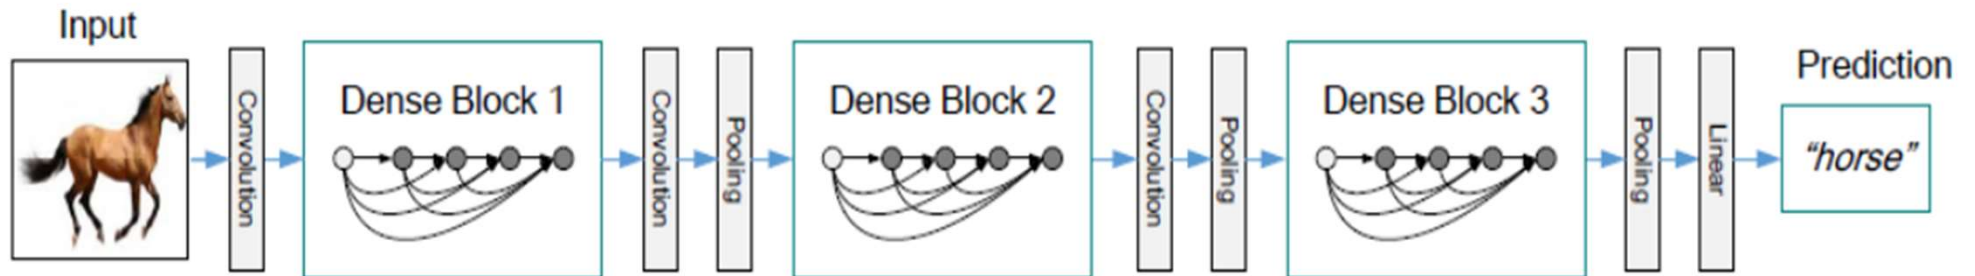 Input
Convolution
Dense Block 1
Convolution
Pooling
Dense Block 2
Convolution
Pooling
Dense Block 3
Pooling
Linear
Prediction
“horse”